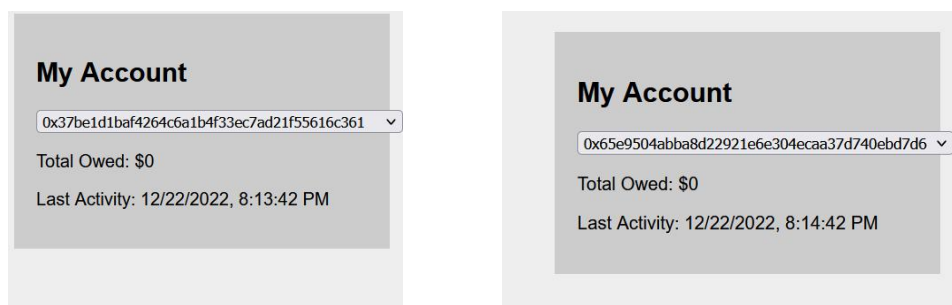 My Account
0x37be1d1baf4264c6a1b4f33ec7ad21f55616c361
Total Owed: $0
Last Activity: 12/22/2022, 8:13:42 PM
My Account
0x65e9504abba8d22921e6e304ecaa37d740ebd7d6
Total Owed: $0
Last Activity: 12/22/2022, 8:14:42 PM